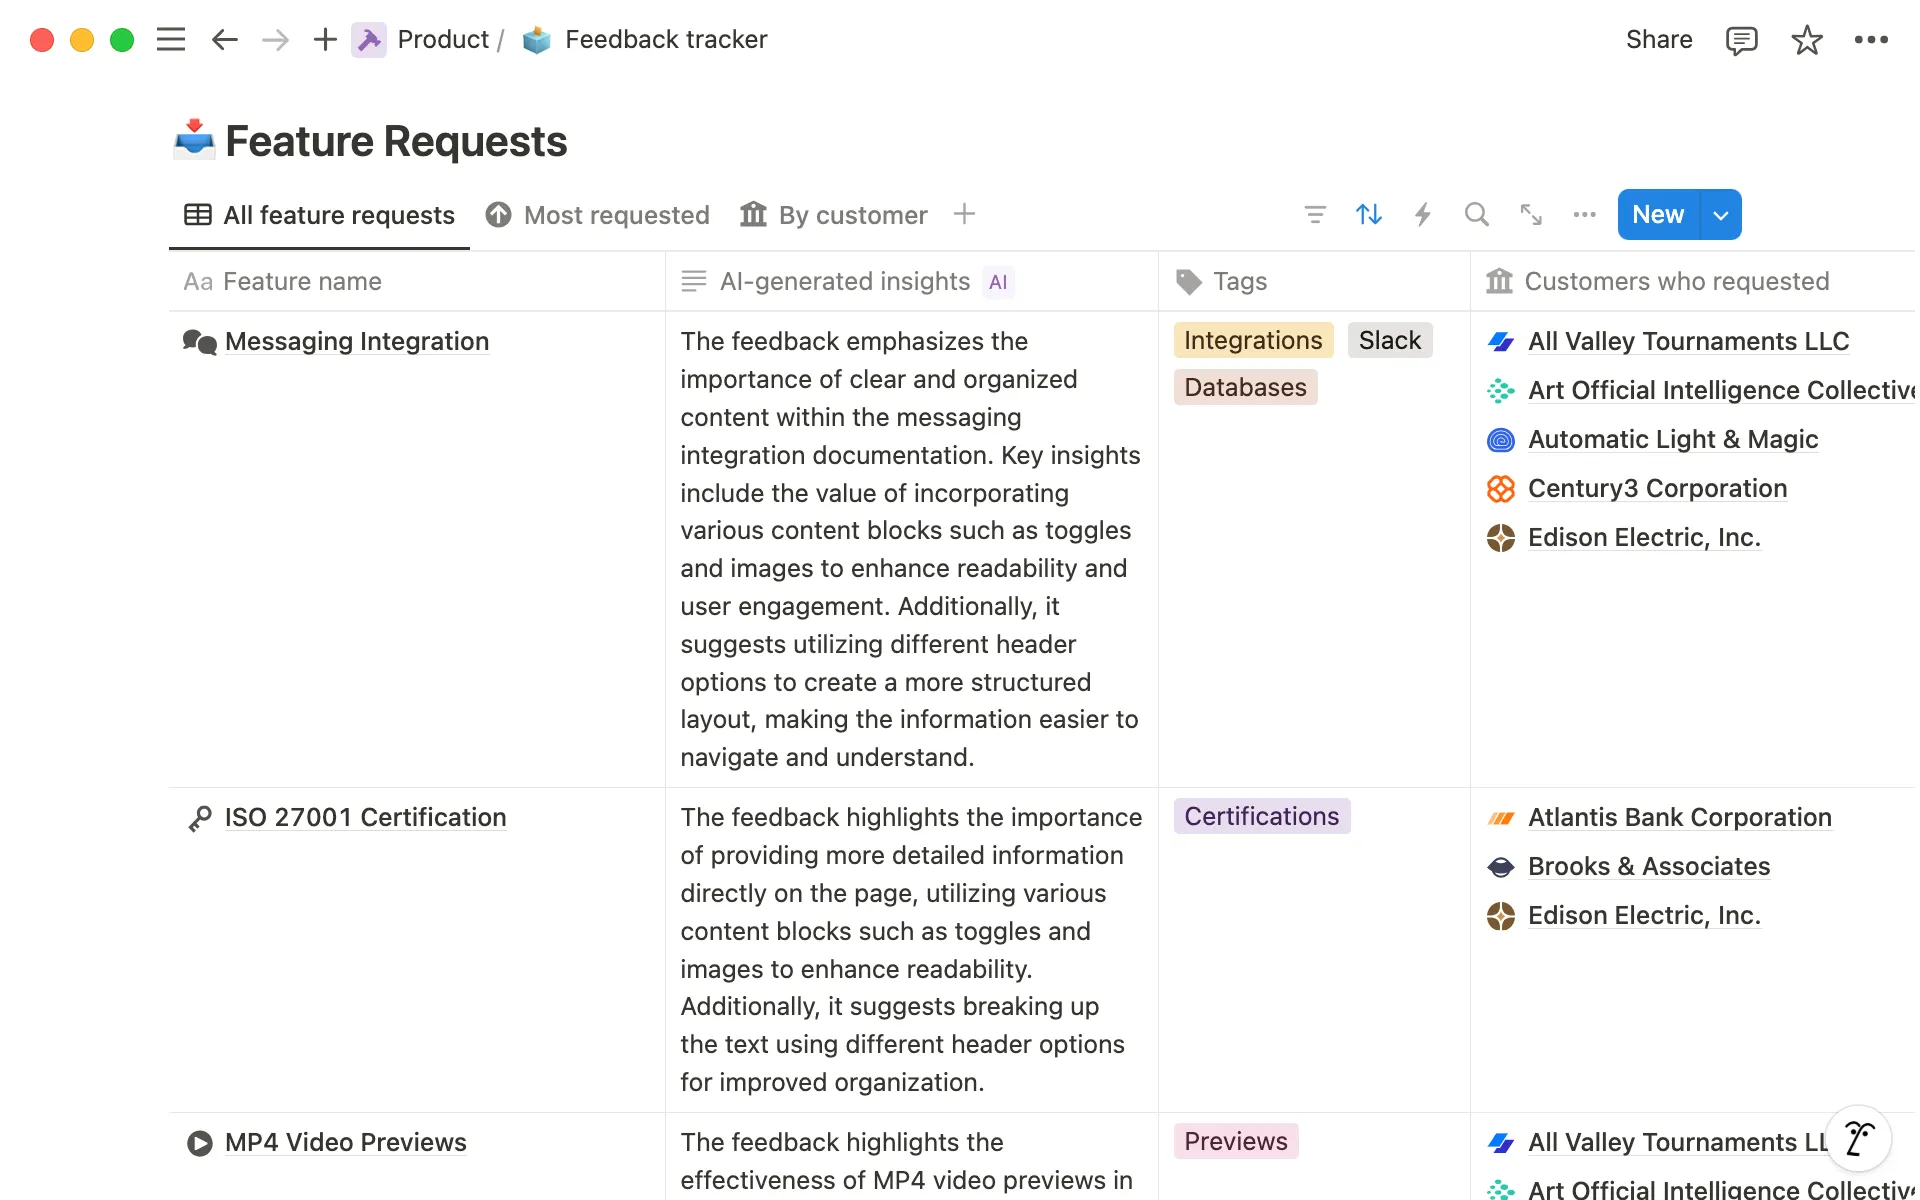 Product / Feedback tracker
Share
Feature Requests
All feature requests
Most requested
By customer
New
Aa Feature name
AI-generated insights AI
Tags
Customers who requested
Messaging Integration
The feedback emphasizes the
importance of clear and organized
content within the messaging
integration documentation. Key insights
include the value of incorporating
various content blocks such as toggles
and images to enhance readability and
user engagement. Additionally, it
suggests utilizing different header
options to create a more structured
layout, making the information easier to
navigate and understand.
Integrations Slack
Databases
All Valley Tournaments LLC
Art Official Intelligence Collective
Automatic Light & Magic
Century3 Corporation
Edison Electric, Inc.
ISO 27001 Certification
The feedback highlights the importance
of providing more detailed information
directly on the page, utilizing various
content blocks such as toggles and
images to enhance readability.
Additionally, it suggests breaking up
the text using different header options
for improved organization.
Certifications
Atlantis Bank Corporation
Brooks & Associates
Edison Electric, Inc.
MP4 Video Previews
The feedback highlights the
effectiveness of MP4 video previews in
Previews
All Valley Tournaments
Art Official Intelligence Collective